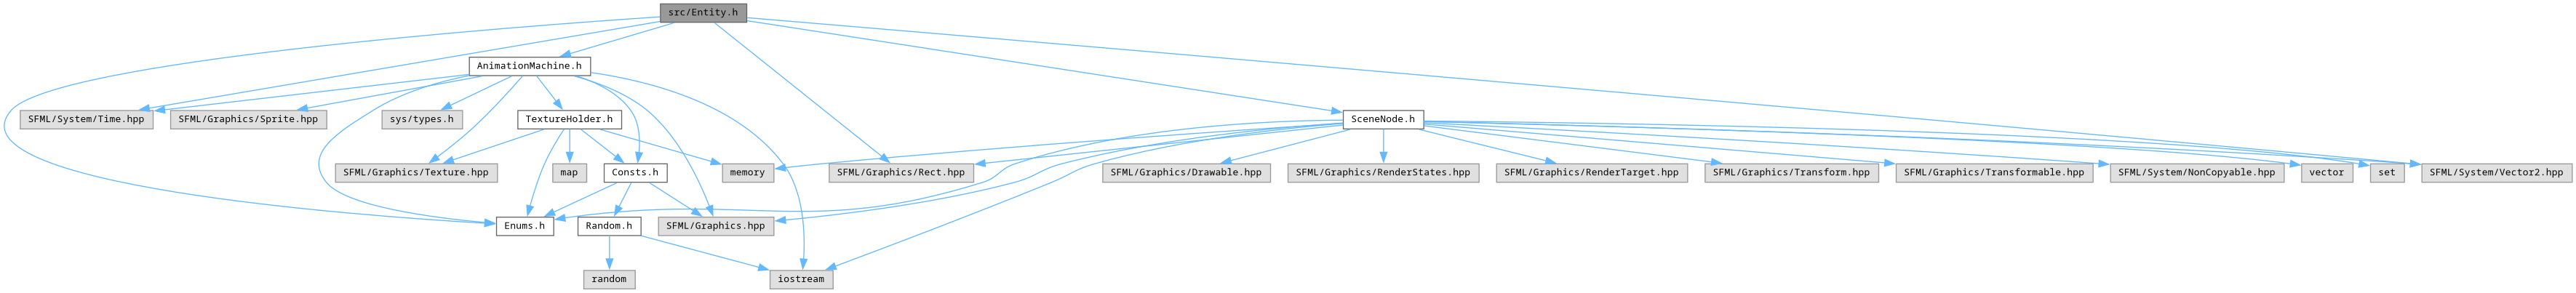 src/Entity.h
AnimationMachine.h
SFML/System/Time.hpp
SFML/Graphics/Sprite.hpp
sys/types.h
TextureHolder.h
SceneNode.h
SFML/Graphics/Texture.hpp
map
Consts.h
memory
SFML/Graphics/Rect.hpp
SFML/Graphics/Drawable.hpp
SFML/Graphics/RenderStates.hpp
SFML/Graphics/RenderTarget.hpp
SFML/Graphics/Transform.hpp
SFML/Graphics/Transformable.hpp
SFML/System/NonCopyable.hpp
vector
set
SFML/System/Vector2.hpp
Enums.h
Random.h
SFML/Graphics.hpp
random
iostream